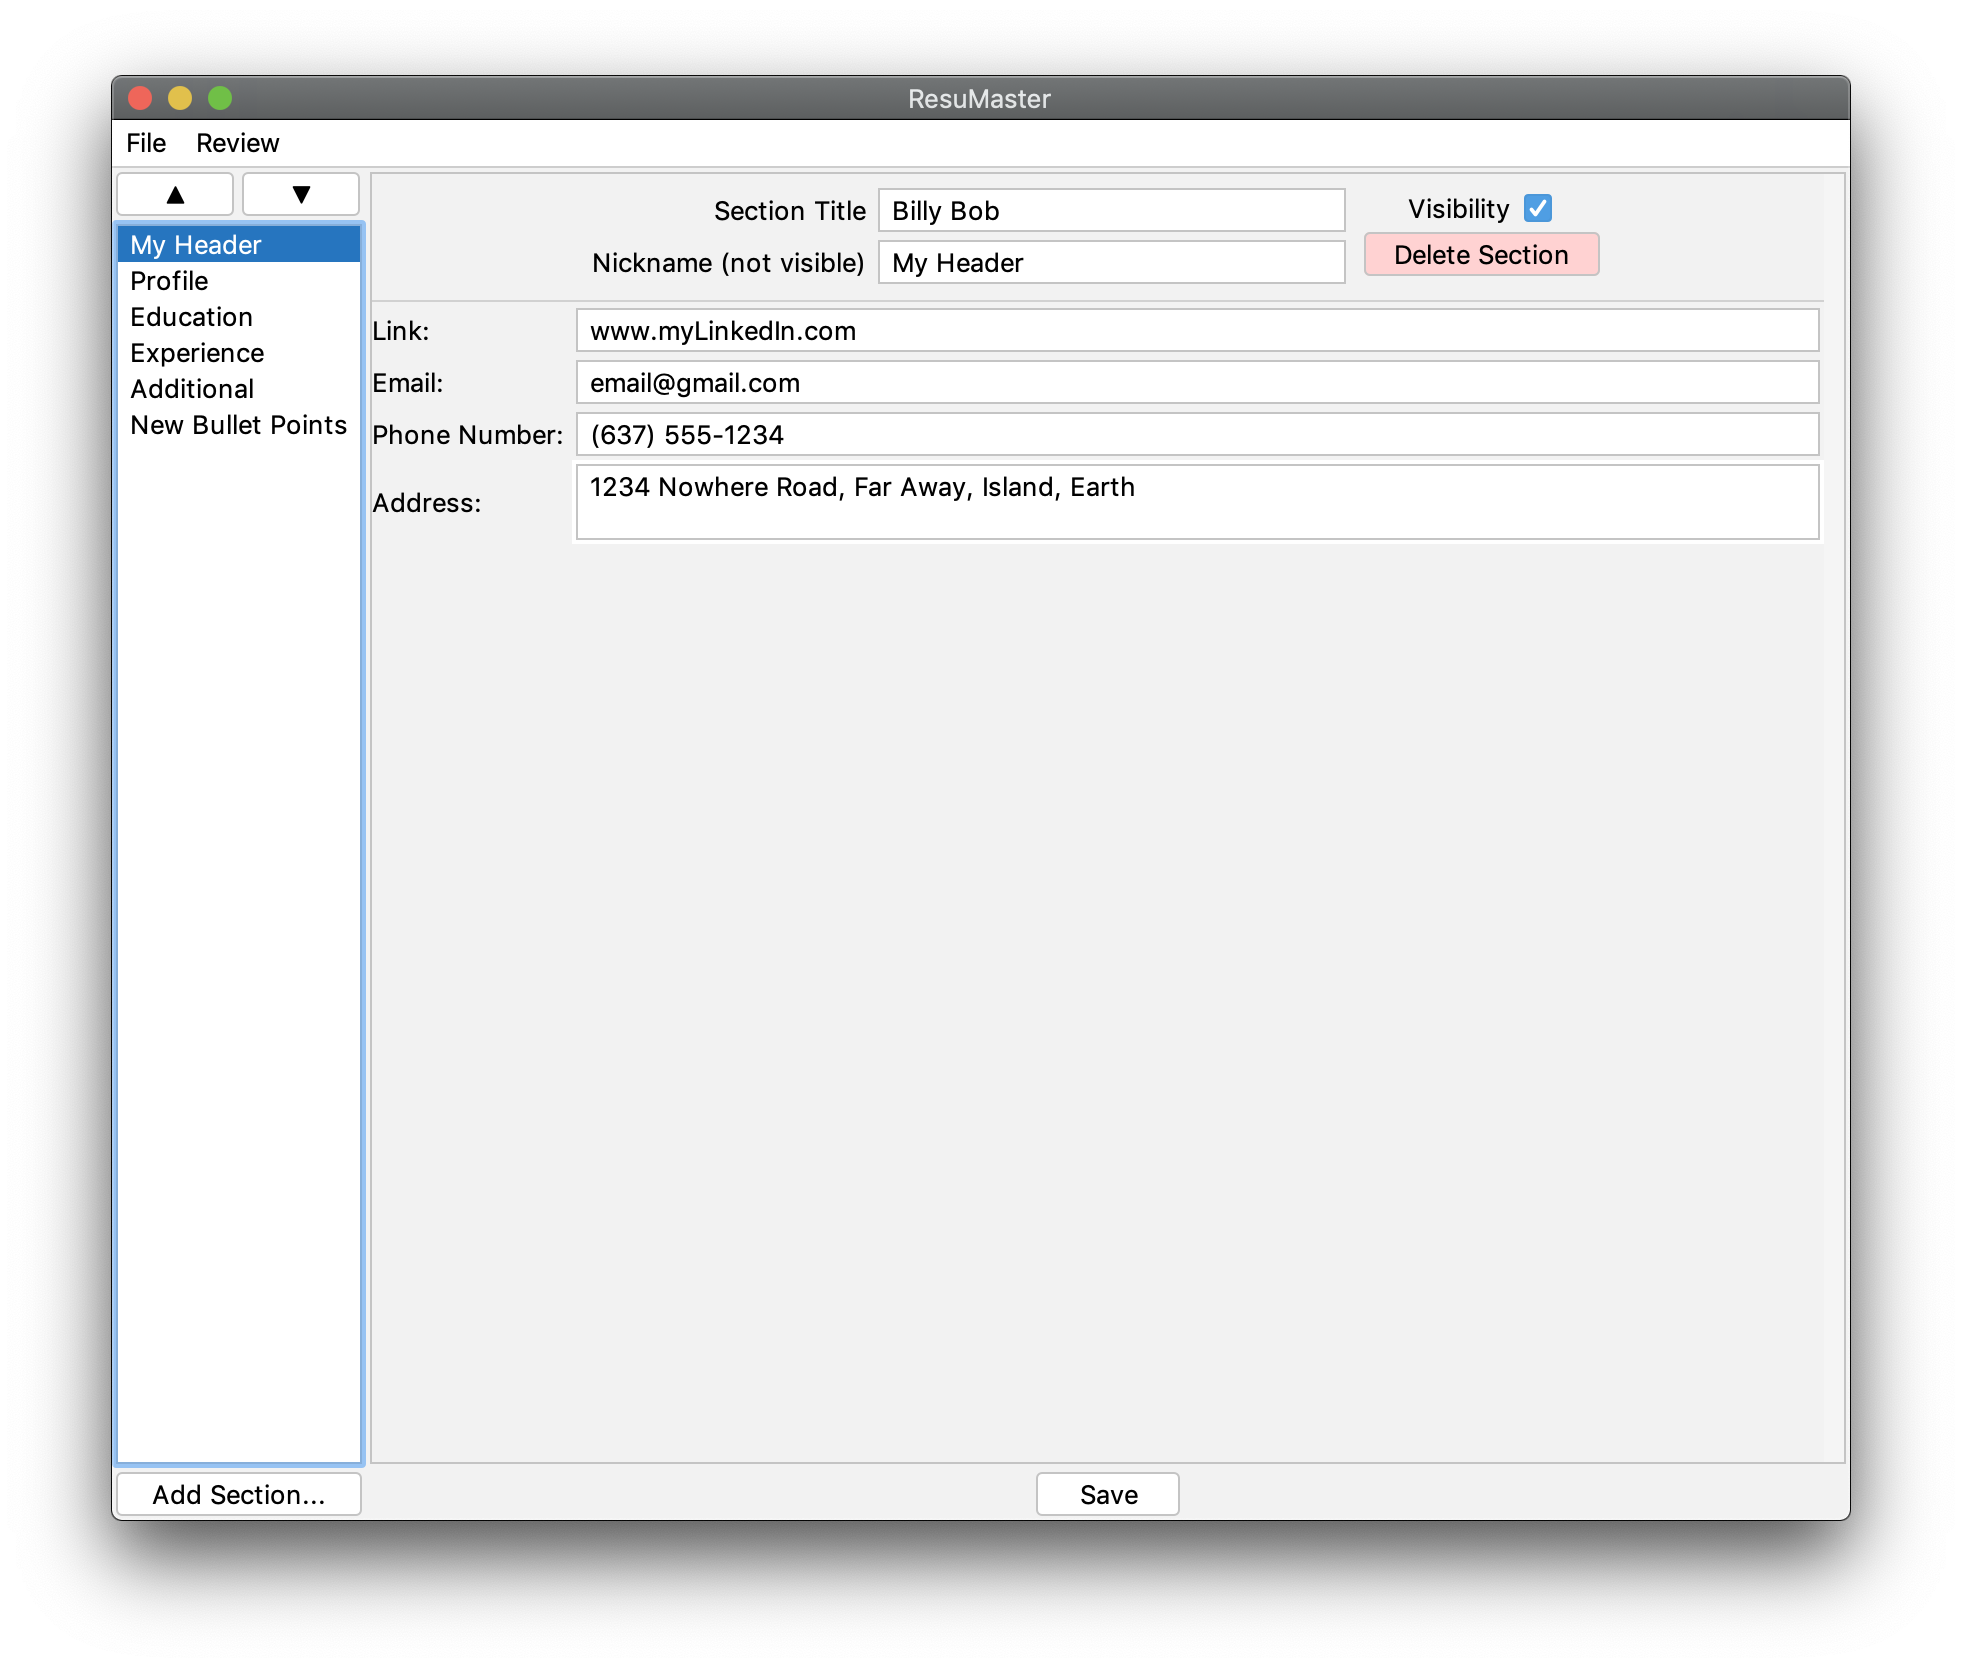 ResuMaster
File Review
▲ ▼
My Header
Profile
Education
Experience
Additional
New Bullet Points
Section Title Billy Bob Visibility
Nickname (not visible) My Header Delete Section
Link: www.myLinkedIn.com
Email: email@gmail.com
Phone Number: (637) 555-1234
Address: 1234 Nowhere Road, Far Away, Island, Earth
Add Section... Save